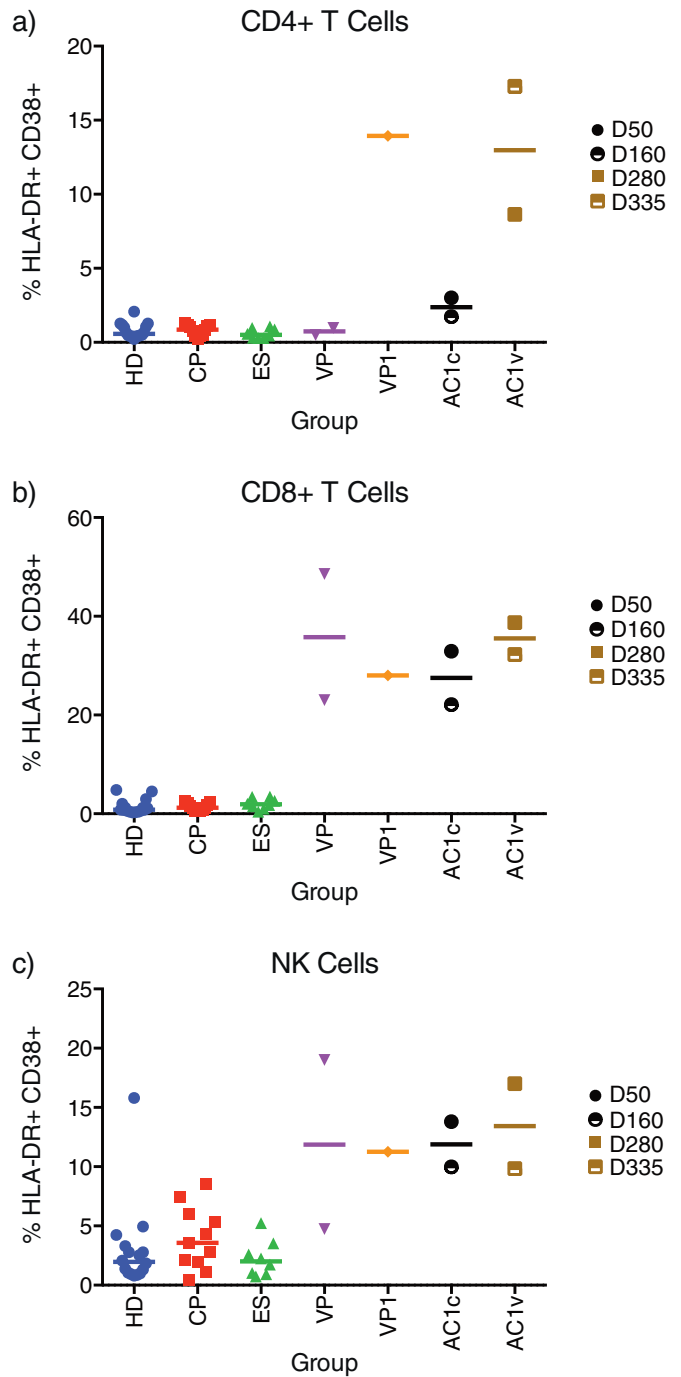 a) CD4+ T Cells
% HLA-DR+ CD38+
20
15
10
5
0
HD CP ES VP VP1 AC1c AC1v
Group
D50
D160
D280
D335
b) CD8+ T Cells
% HLA-DR+ CD38+
60
40
20
0
HD CP ES VP VP1 AC1c AC1v
Group
D50
D160
D280
D335
c) NK Cells
% HLA-DR+ CD38+
25
20
15
10
5
0
HD CP ES VP VP1 AC1c AC1v
Group
D50
D160
D280
D335